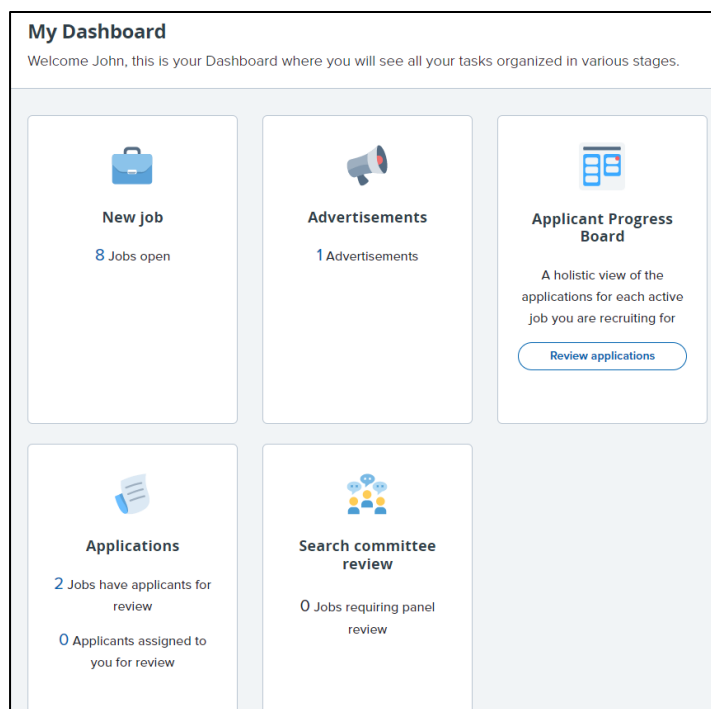 My Dashboard
Welcome John, this is your Dashboard where you will see all your tasks organized in various stages.
New job
8 Jobs open
Advertisements
1 Advertisements
Applicant Progress
Board
A holistic view of the
applications for each active
job you are recruiting for
Review applications
Applications
2 Jobs have applicants for
review
0 Applicants assigned to
you for review
Search committee
review
0 Jobs requiring panel
review